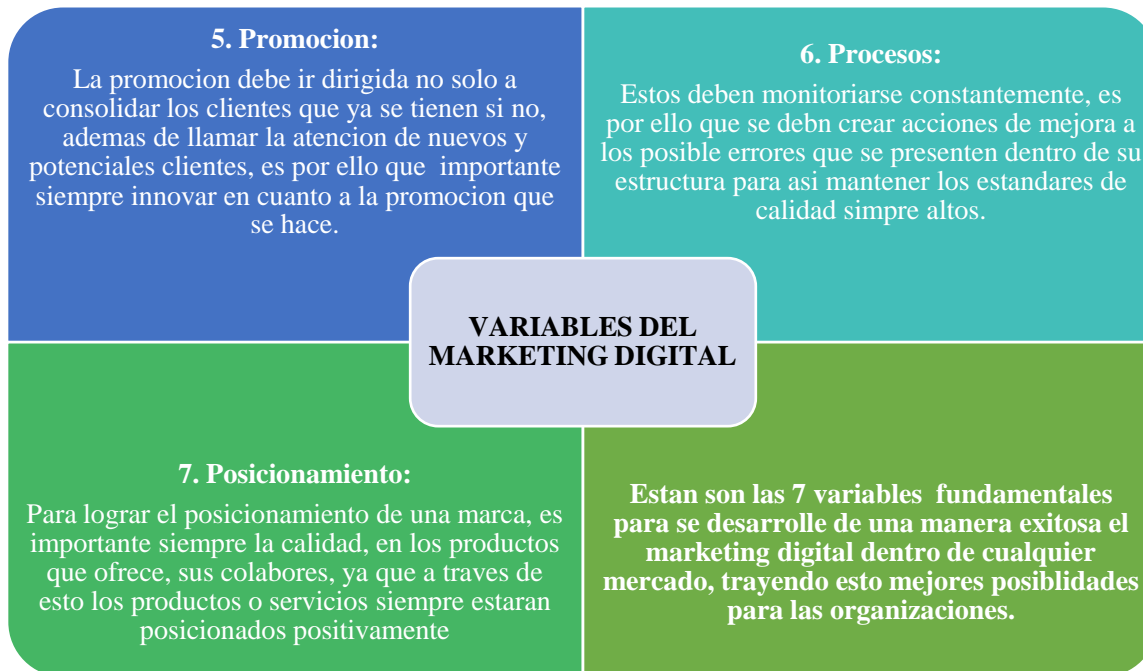 5. Promocion:
La promocion debe ir dirigida no solo a
consolidar los clientes que ya se tienen si no,
ademas de llamar la atencion de nuevos y
potenciales clientes, es por ello que importante
siempre innovar en cuanto a la promocion que
se hace.
6. Procesos:
Estos deben monitoriarse constantemente, es
por ello que se debn crear acciones de mejora a
los posible errores que se presenten dentro de su
estructura para asi mantener los estandares de
calidad simpre altos.
VARIABLES DEL
MARKETING DIGITAL
7. Posicionamiento:
Para lograr el posicionamiento de una marca, es
importante siempre la calidad, en los productos
que ofrece, sus colabores, ya que a traves de
esto los productos o servicios siempre estaran
posicionados positivamente
Estan son las 7 variables fundamentales
para se desarrolle de una manera exitosa el
marketing digital dentro de cualquier
mercado, trayendo esto mejores posiblidades
para las organizaciones.